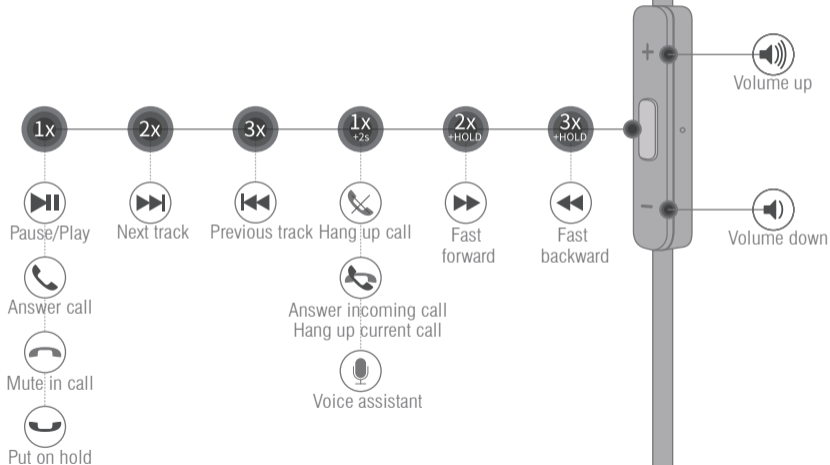 +
Volume up
1x
2x
3x
1x
+2s
2x
+HOLD
3x
+HOLD
−
Pause/Play
Next track
Previous track
Hang up call
Fast
forward
Fast
backward
Volume down
Answer call
Answer incoming call
Hang up current call
Mute in call
Voice assistant
Put on hold